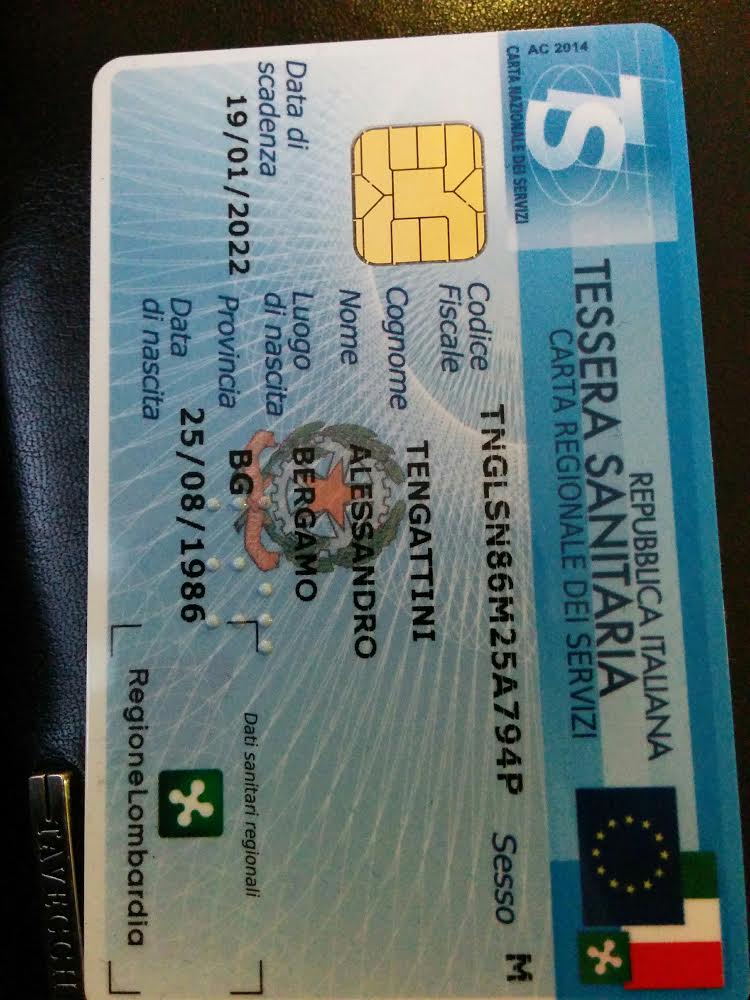 REPUBBLICA ITALIANA
TESSERA SANITARIA
CARTA REGIONALE DEI SERVIZI
AC 2014
TS
CARTA NAZIONALE DEI SERVIZI
Codice Fiscale TNGLSN86M25A794P Sesso M
Cognome TENGATTINI
Nome ALESSANDRO
Luogo di nascita BERGAMO
Provincia BG
Data di nascita 25/08/1986
Data di scadenza 19/01/2022
Dati sanitari regionali
RegioneLombardia